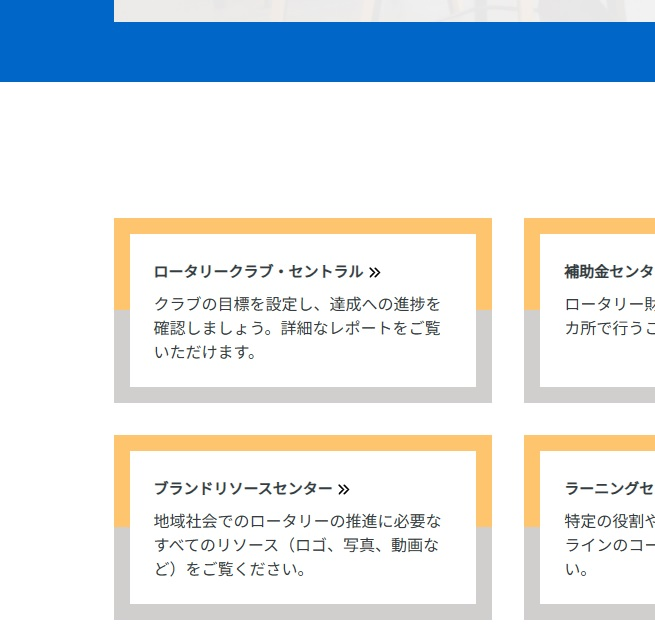 ロータリークラブ・セントラル »
クラブの目標を設定し、達成への進捗を
確認しましょう。詳細なレポートをご覧
いただけます。
補助金センタ
ロータリー財
カ所で行うこ
ブランドリソースセンター »
地域社会でのロータリーの推進に必要な
すべてのリソース（ロゴ、写真、動画な
ど）をご覧ください。
ラーニングセ
特定の役割や
ラインのコー
い。